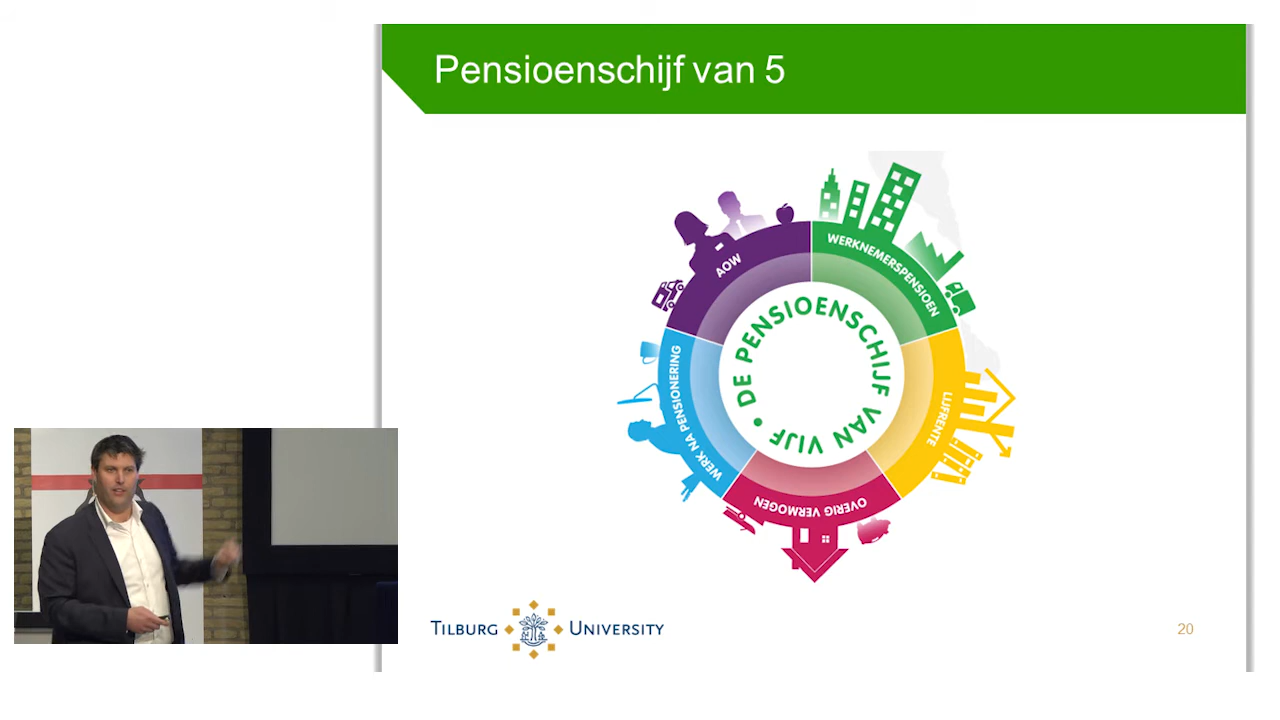 Pensioenschijf van 5
AOW
WERKNEMERSPENSIOEN
LIJFRENTE
OVERIG VERMOGEN
WERK NA PENSIONERING
DE PENSIOENSCHIJF VAN VIJF •
TILBURG UNIVERSITY
20